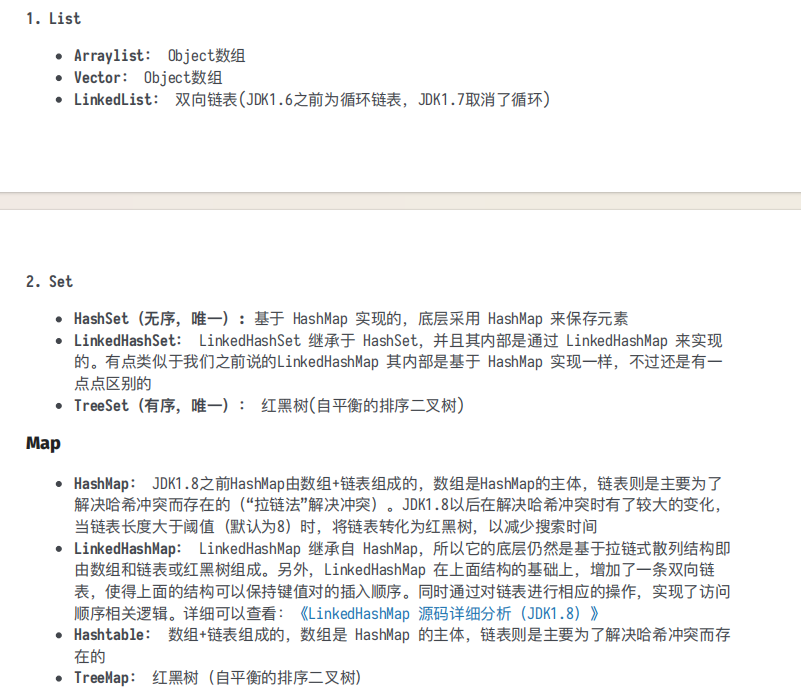 1. List
Arraylist： Object数组
Vector： Object数组
LinkedList： 双向链表(JDK1.6之前为循环链表，JDK1.7取消了循环)
2. Set
HashSet（无序，唯一）: 基于 HashMap 实现的，底层采用 HashMap 来保存元素
LinkedHashSet： LinkedHashSet 继承于 HashSet，并且其内部是通过 LinkedHashMap 来实现
的。有点类似于我们之前说的LinkedHashMap 其内部是基于 HashMap 实现一样，不过还是有一
点点区别的
TreeSet（有序，唯一）： 红黑树(自平衡的排序二叉树)
Map
HashMap： JDK1.8之前HashMap由数组+链表组成的，数组是HashMap的主体，链表则是主要为了
解决哈希冲突而存在的（“拉链法”解决冲突）。JDK1.8以后在解决哈希冲突时有了较大的变化，
当链表长度大于阈值（默认为8）时，将链表转化为红黑树，以减少搜索时间
LinkedHashMap： LinkedHashMap 继承自 HashMap，所以它的底层仍然是基于拉链式散列结构即
由数组和链表或红黑树组成。另外，LinkedHashMap 在上面结构的基础上，增加了一条双向链
表，使得上面的结构可以保持键值对的插入顺序。同时通过对链表进行相应的操作，实现了访问
顺序相关逻辑。详细可以查看：《LinkedHashMap 源码详细分析（JDK1.8）》
Hashtable： 数组+链表组成的，数组是 HashMap 的主体，链表则是主要为了解决哈希冲突而存
在的
TreeMap： 红黑树（自平衡的排序二叉树）